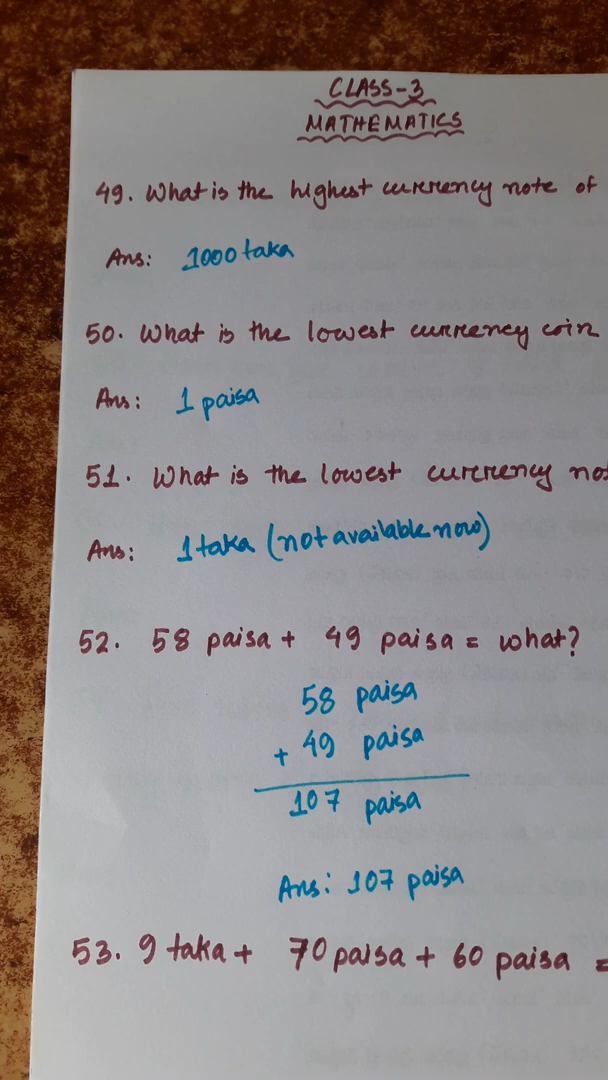 CLASS-3
MATHEMATICS
49. What is the highest currency note of
Ans: 1000 taka
50. What is the lowest currency coin
Ans: 1 paisa
51. What is the lowest currency
Ans: 1 taka (not available now)
52. 58 paisa + 49 paisa = what?
58 paisa
+ 49 paisa
107 paisa
Ans: 107 paisa
53. 9 taka + 70 paisa + 60 paisa =